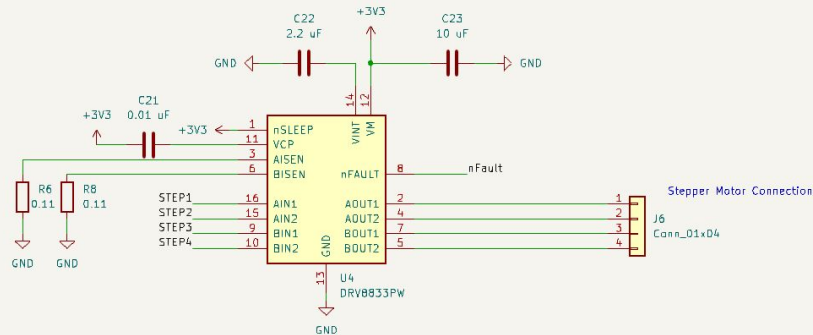 C22
2.2 uF
+3V3
C23
10 uF
GND
GND
C21
0.01 uF
+3V3
+3V3
14
12
VINT
VM
1
nSLEEP
11
VCP
3
AISEN
6
BISEN
nFAULT
8
nFault
R6
0.11
R8
0.11
STEP1
16
AIN1
AOUT1
2
1
STEP2
15
AIN2
AOUT2
4
2
STEP3
9
BIN1
BOUT1
7
3
STEP4
10
BIN2
BOUT2
5
4
Stepper Motor Connection
J6
Conn_01x04
GND
13
GND
GND
U4
DRV8833PW
GND